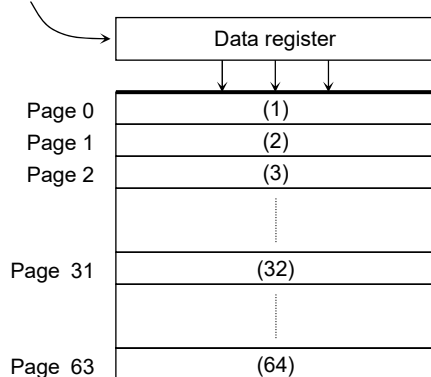 Data register
Page 0 (1)
Page 1 (2)
Page 2 (3)
Page 31 (32)
Page 63 (64)